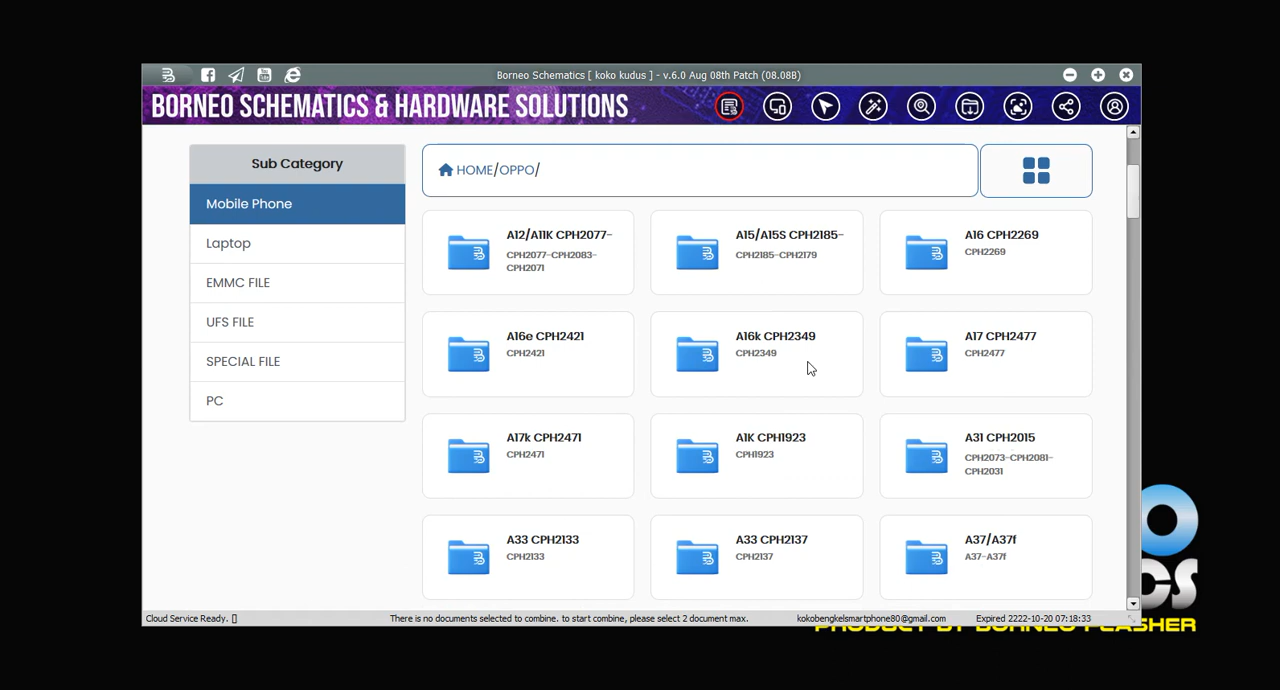 Borneo Schematics [ koko kudus ] - v.6.0 Aug 08th Patch (08.08B)
BORNEO SCHEMATICS & HARDWARE SOLUTIONS
Sub Category
Mobile Phone
Laptop
EMMC FILE
UFS FILE
SPECIAL FILE
PC
HOME/OPPO/
A12/A11K CPH2077-
CPH2077-CPH2083-
CPH2071
A15/A15S CPH2185-
CPH2185-CPH2179
A16 CPH2269
CPH2269
A16e CPH2421
CPH2421
A16k CPH2349
CPH2349
A17 CPH2477
CPH2477
A17k CPH2471
CPH2471
A1K CPH1923
CPH1923
A31 CPH2015
CPH2073-CPH2081-
CPH2031
A33 CPH2133
CPH2133
A33 CPH2137
CPH2137
A37/A37f
A37-A37f
Cloud Service Ready. []
There is no documents selected to combine. to start combine, please select 2 document max.
kokobengkelsmartphone80@gmail.com
Expired 2222-10-20 07:18:33
CS
PRODUCT BY BORNEO FLASHER